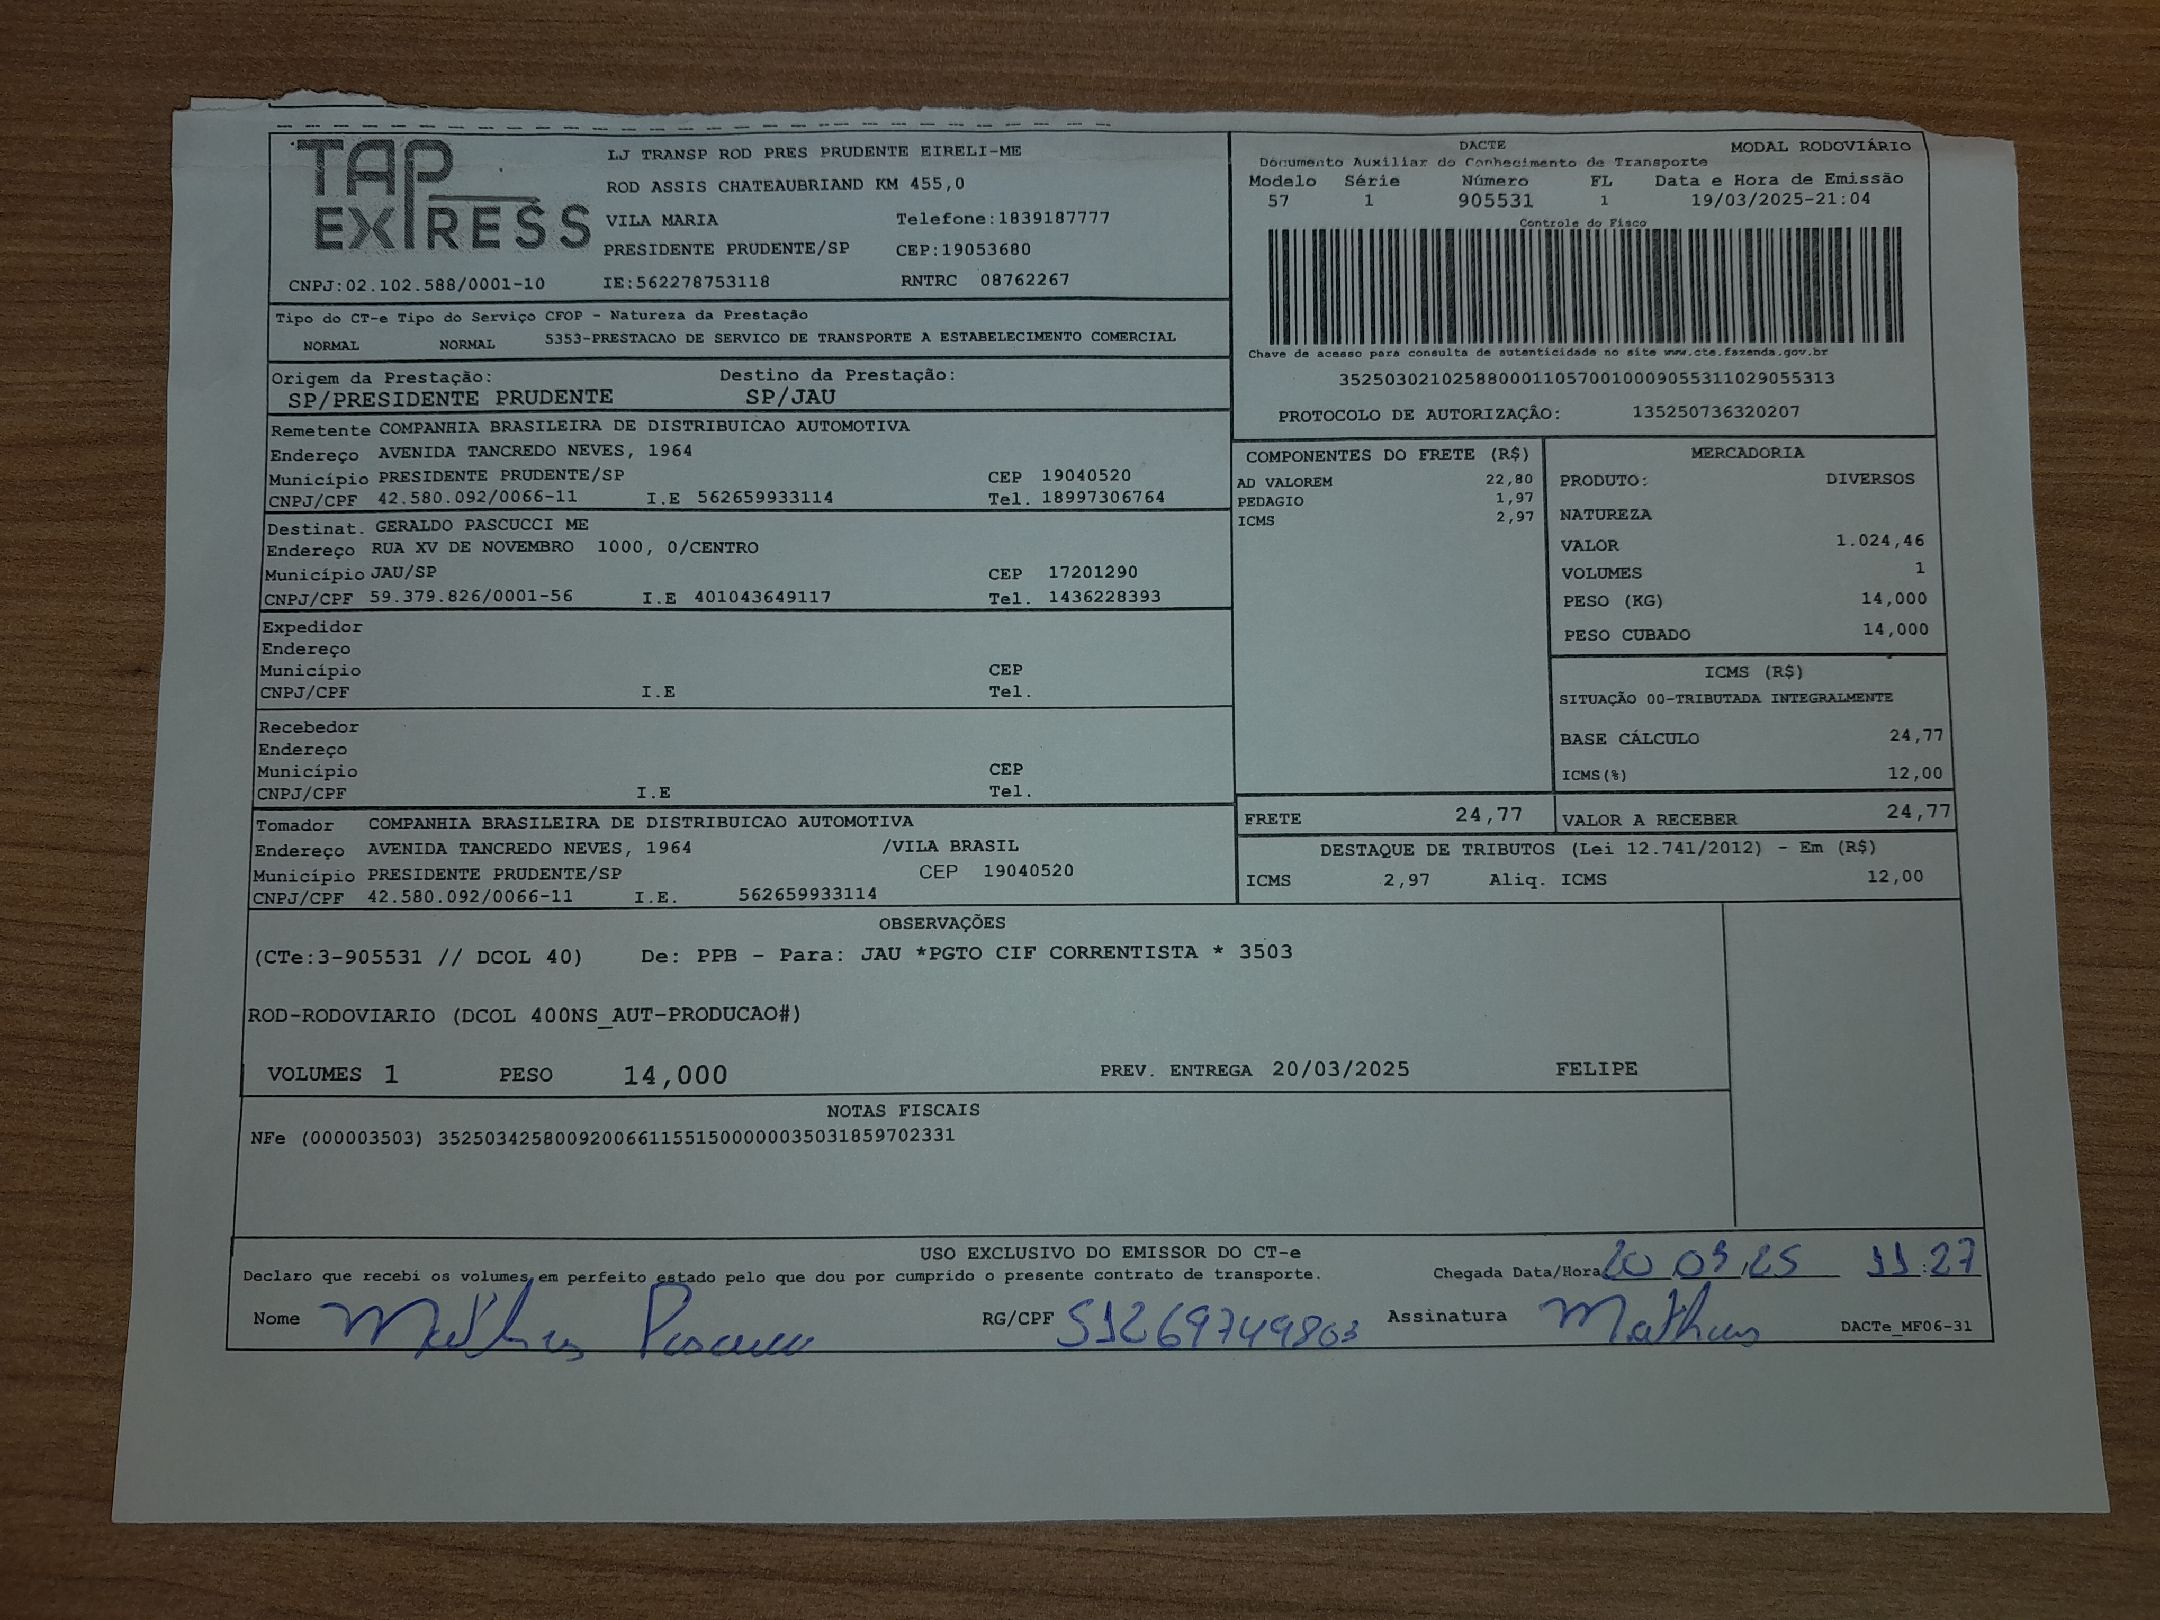 TAP EXPRESS
LJ TRANSP ROD PRES PRUDENTE EIRELI-ME
ROD ASSIS CHATEAUBRIAND KM 455,0
VILA MARIA Telefone:1839187777
PRESIDENTE PRUDENTE/SP CEP:19053680
CNPJ:02.102.588/0001-10 IE:562278753118 RNTRC 08762267
DACTE MODAL RODOVIÁRIO
Documento Auxiliar do Conhecimento de Transporte
Modelo Série Número FL Data e Hora de Emissão
57 1 905531 1 19/03/2025-21:04
Controle do Fisco
Chave de acesso para consulta de autenticidade no site www.cte.fazenda.gov.br
35250302102588000110570010009055311029055313
PROTOCOLO DE AUTORIZAÇÃO: 135250736320207
Tipo do CT-e Tipo do Serviço CFOP - Natureza da Prestação
NORMAL NORMAL 5353-PRESTACAO DE SERVICO DE TRANSPORTE A ESTABELECIMENTO COMERCIAL
Origem da Prestação: Destino da Prestação:
SP/PRESIDENTE PRUDENTE SP/JAU
Remetente COMPANHIA BRASILEIRA DE DISTRIBUICAO AUTOMOTIVA
Endereço AVENIDA TANCREDO NEVES, 1964
Município PRESIDENTE PRUDENTE/SP CEP 19040520
CNPJ/CPF 42.580.092/0066-11 I.E 562659933114 Tel. 18997306764
Destinat. GERALDO PASCUCCI ME
Endereço RUA XV DE NOVEMBRO 1000, 0/CENTRO
Município JAU/SP CEP 17201290
CNPJ/CPF 59.379.826/0001-56 I.E 401043649117 Tel. 1436228393
Expedidor
Endereço
Município CEP
CNPJ/CPF I.E Tel.
Recebedor
Endereço
Município CEP
CNPJ/CPF I.E Tel.
Tomador COMPANHIA BRASILEIRA DE DISTRIBUICAO AUTOMOTIVA
Endereço AVENIDA TANCREDO NEVES, 1964 /VILA BRASIL
Município PRESIDENTE PRUDENTE/SP CEP 19040520
CNPJ/CPF 42.580.092/0066-11 I.E. 562659933114
COMPONENTES DO FRETE (R$)
AD VALOREM 22,80
PEDAGIO 1,97
ICMS 2,97
MERCADORIA
PRODUTO: DIVERSOS
NATUREZA
VALOR 1.024,46
VOLUMES 1
PESO (KG) 14,000
PESO CUBADO 14,000
ICMS (R$)
SITUAÇÃO 00-TRIBUTADA INTEGRALMENTE
BASE CÁLCULO 24,77
ICMS(%) 12,00
FRETE 24,77 VALOR A RECEBER 24,77
DESTAQUE DE TRIBUTOS (Lei 12.741/2012) - Em (R$)
ICMS 2,97 Aliq. ICMS 12,00
OBSERVAÇÕES
(CTe:3-905531 // DCOL 40) De: PPB - Para: JAU *PGTO CIF CORRENTISTA * 3503
ROD-RODOVIARIO (DCOL 400NS_AUT-PRODUCAO#)
VOLUMES 1 PESO 14,000 PREV. ENTREGA 20/03/2025 FELIPE
NOTAS FISCAIS
NFe (000003503) 35250342580092006611551500000035031859702331
USO EXCLUSIVO DO EMISSOR DO CT-e
Declaro que recebi os volumes em perfeito estado pelo que dou por cumprido o presente contrato de transporte. Chegada Data/Hora 20 03 25 11:27
Nome Matheus RG/CPF 51269749803 Assinatura Matheus DACTe_MF06-31